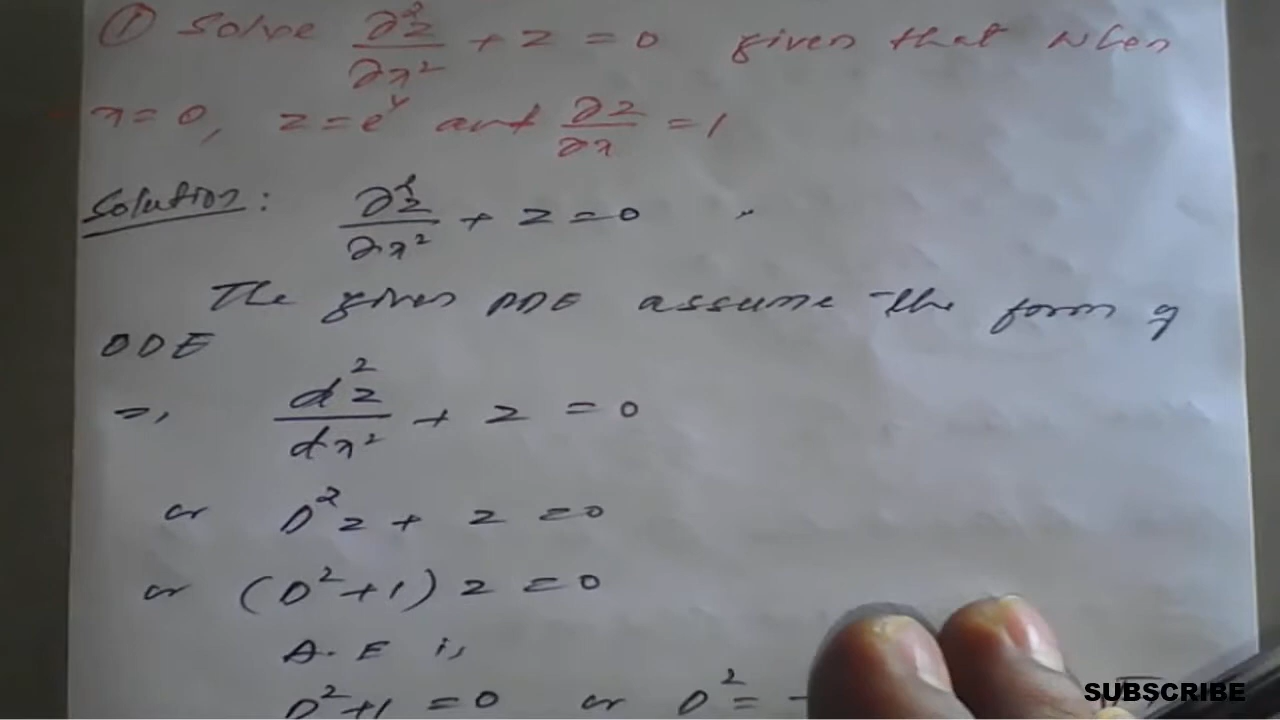 ① Solve ∂²z/∂x² + z = 0 given that when
x = 0, z = e^y and ∂z/∂x = 1
Solution: ∂²z/∂x² + z = 0
The given PDE assume the form of
ODE
⇒, d²z/dx² + z = 0
or D²z + z = 0
or (D²+1) z = 0
A.E is
D²+1 = 0 or D² = -
SUBSCRIBE